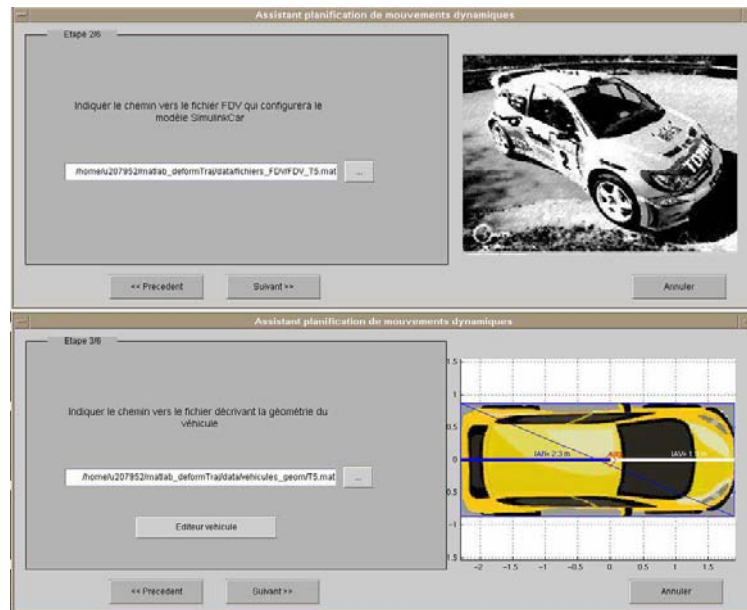 Assistant planification de mouvements dynamiques
Etape 2/6
Indiquer le chemin vers le fichier FDV qui configurera le
modèle SimulinkCar
/home/u207952/matlab_deformTraj/data/fichiers_FDV/FDV_T5.mat
...
<< Precedent
Suivant >>
Annuler
Assistant planification de mouvements dynamiques
Etape 3/6
Indiquer le chemin vers le fichier décrivant la géométrie du
véhicule
/home/u207952/matlab_deformTraj/data/vehicules_geom/T5.mat
...
Editeur vehicule
<< Precedent
Suivant >>
Annuler
1.5
1
0.5
0
0.5
-1
1.5
-2
-1.5
-1
-0.5
0
0.5
1
1.5
lAR= 2.3 m